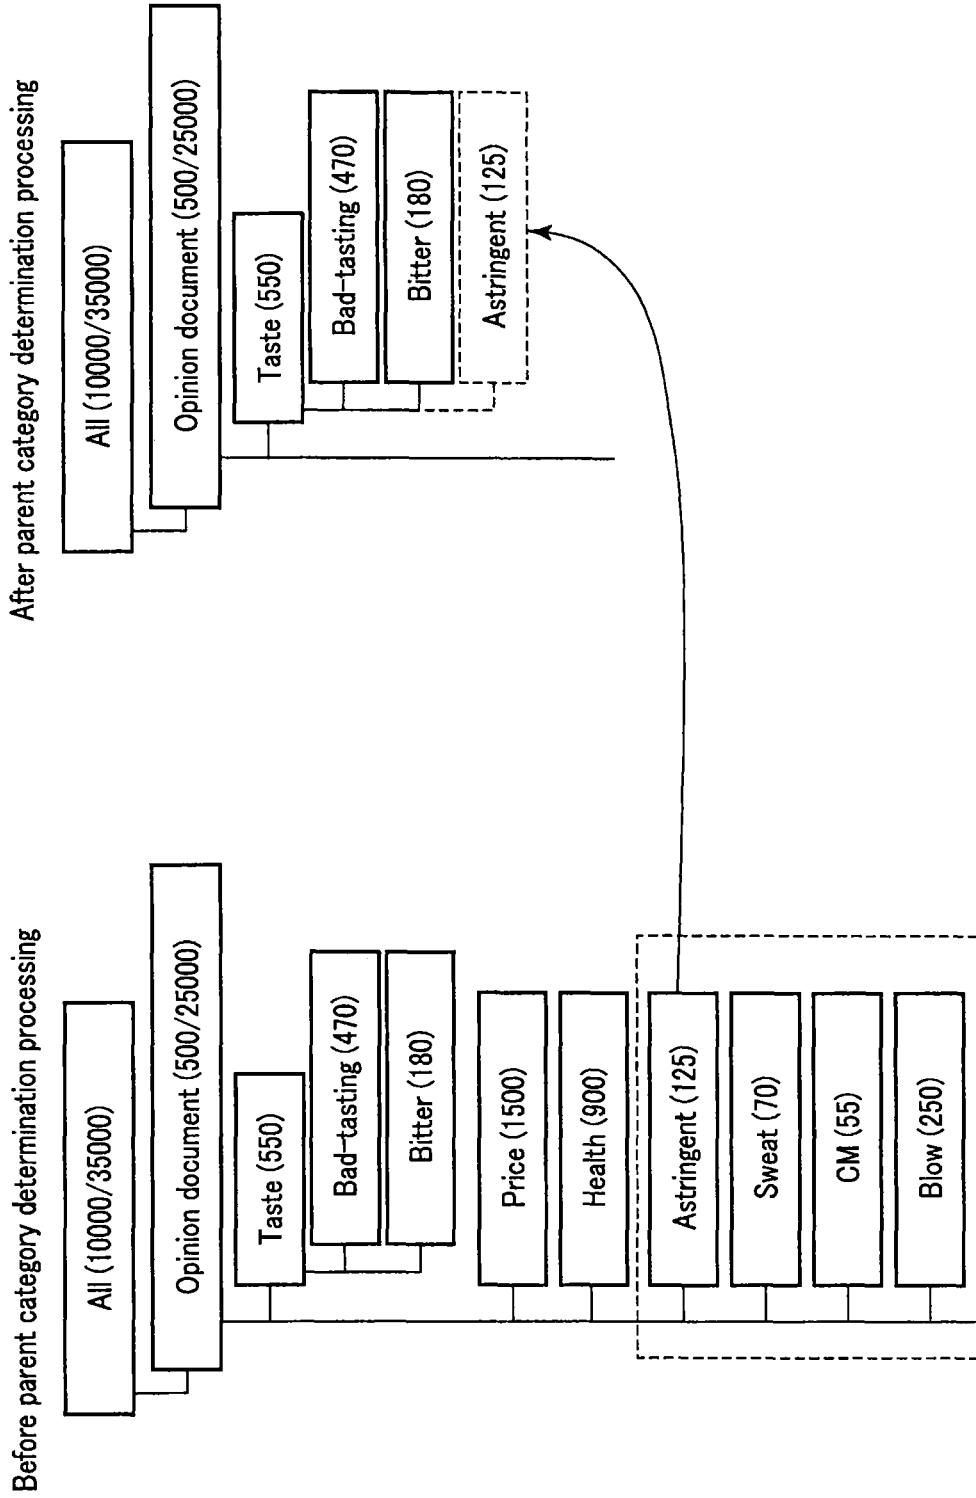 Before parent category determination processing
All (10000/35000)
Opinion document (500/25000)
Taste (550)
Bad-tasting (470)
Bitter (180)
Price (1500)
Health (900)
Astringent (125)
Sweat (70)
CM (55)
Blow (250)
After parent category determination processing
All (10000/35000)
Opinion document (500/25000)
Taste (550)
Bad-tasting (470)
Bitter (180)
Astringent (125)